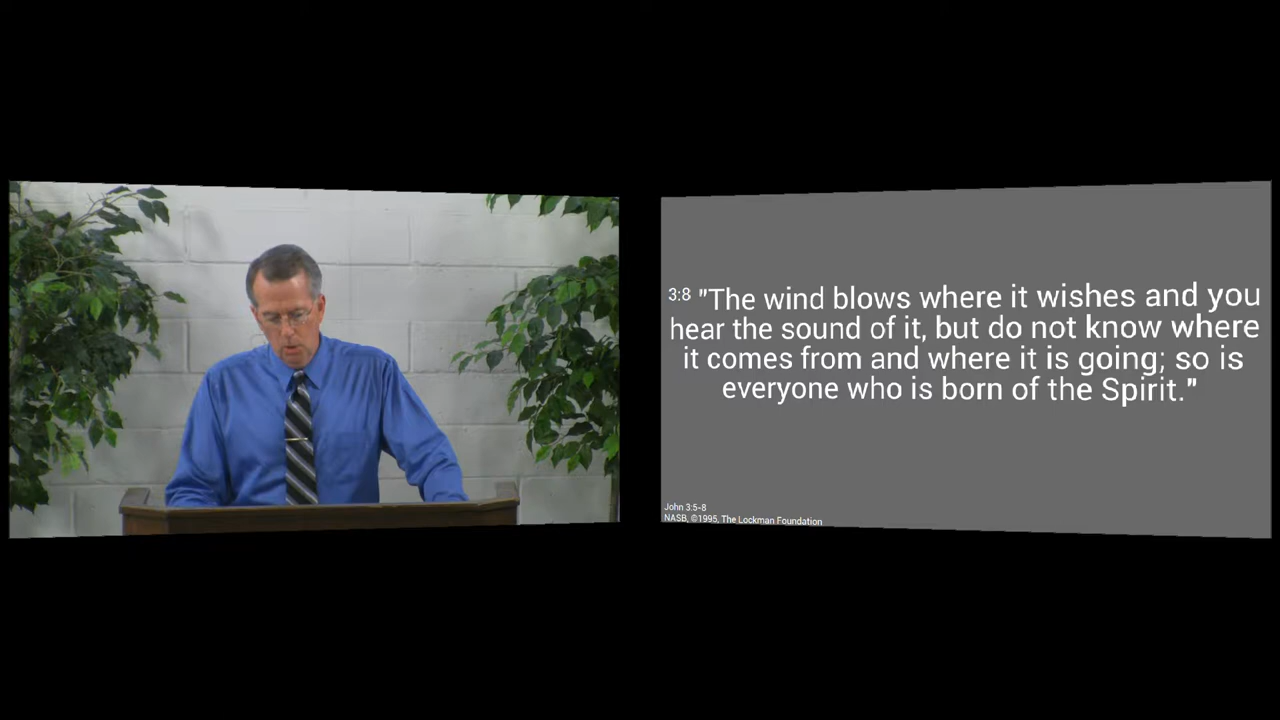 3:8 "The wind blows where it wishes and you
hear the sound of it, but do not know where
it comes from and where it is going; so is
everyone who is born of the Spirit."
John 3:5-8
NASB, ©1995, The Lockman Foundation